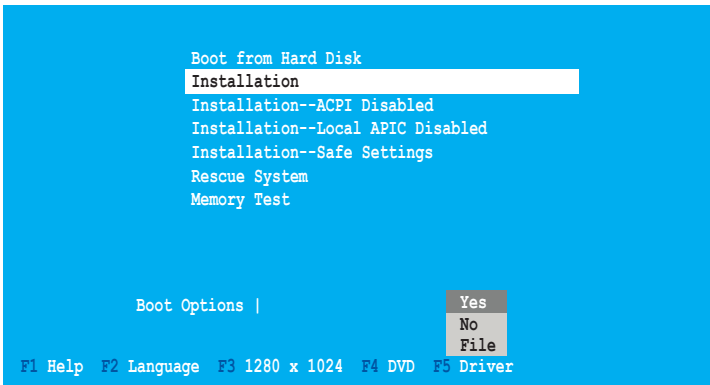 Boot from Hard Disk
Installation
Installation--ACPI Disabled
Installation--Local APIC Disabled
Installation--Safe Settings
Rescue System
Memory Test
Boot Options |
Yes
No
File
F1 Help F2 Language F3 1280 x 1024 F4 DVD F5 Driver